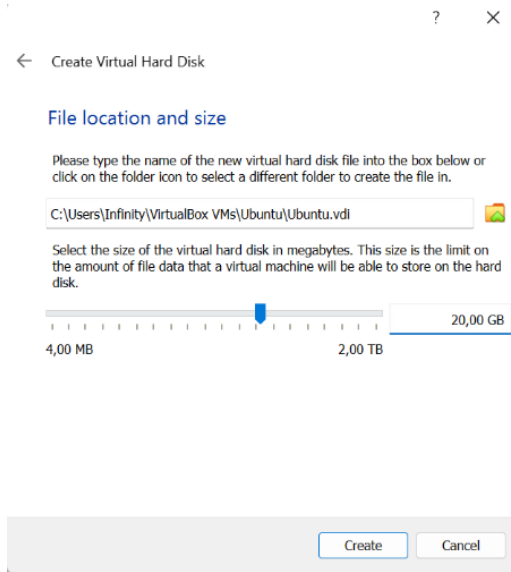 ?
Create Virtual Hard Disk
File location and size
Please type the name of the new virtual hard disk file into the box below or
click on the folder icon to select a different folder to create the file in.
C:\Users\Infinity\VirtualBox VMs\Ubuntu\Ubuntu.vdi
Select the size of the virtual hard disk in megabytes. This size is the limit on
the amount of file data that a virtual machine will be able to store on the hard
disk.
20,00 GB
4,00 MB 2,00 TB
Create Cancel